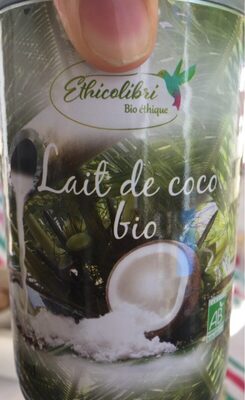 Ethicolibri
Bio éthique
Lait de coco
bio
AB